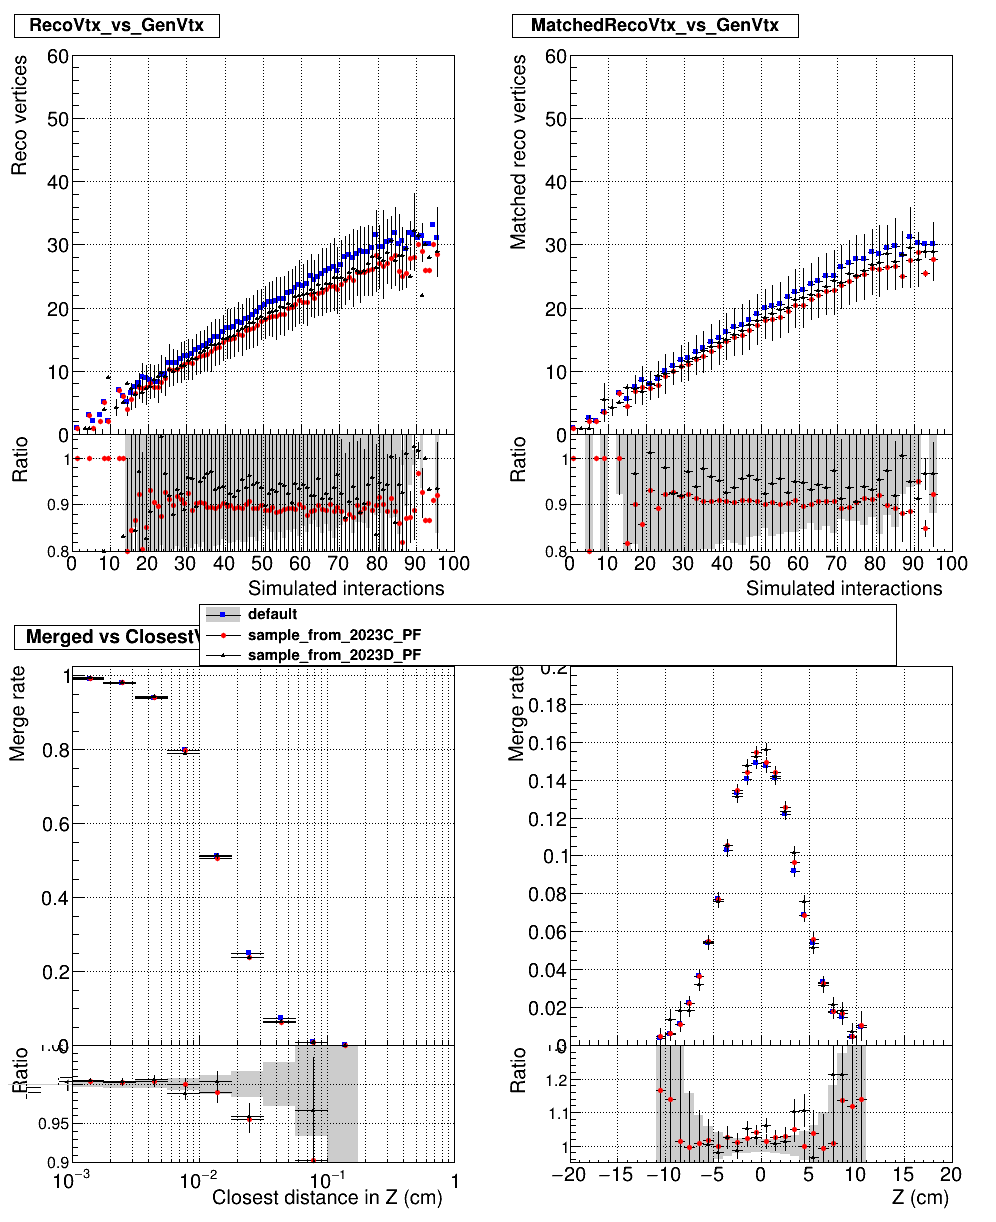 RecoVtx_vs_GenVtx
Reco vertices
60
50
40
30
20
10
0
Ratio
1
0.9
0.8
0 10 20 30 40 50 60 70 80 90 100
Simulated interactions
MatchedRecoVtx_vs_GenVtx
Matched reco vertices
60
50
40
30
20
10
0
Ratio
1
0.9
0.8
0 10 20 30 40 50 60 70 80 90 100
Simulated interactions
default
sample_from_2023C_PF
sample_from_2023D_PF
Merged vs Closest
Merge rate
1
0.8
0.6
0.4
0.2
0
Ratio
0.95
0.9
10−3 10−2 10−1 1
Closest distance in Z (cm)
Merge rate
0.2
0.18
0.16
0.14
0.12
0.1
0.08
0.06
0.04
0.02
0
Ratio
1.2
1.1
1
−20 −15 −10 −5 0 5 10 15 20
Z (cm)